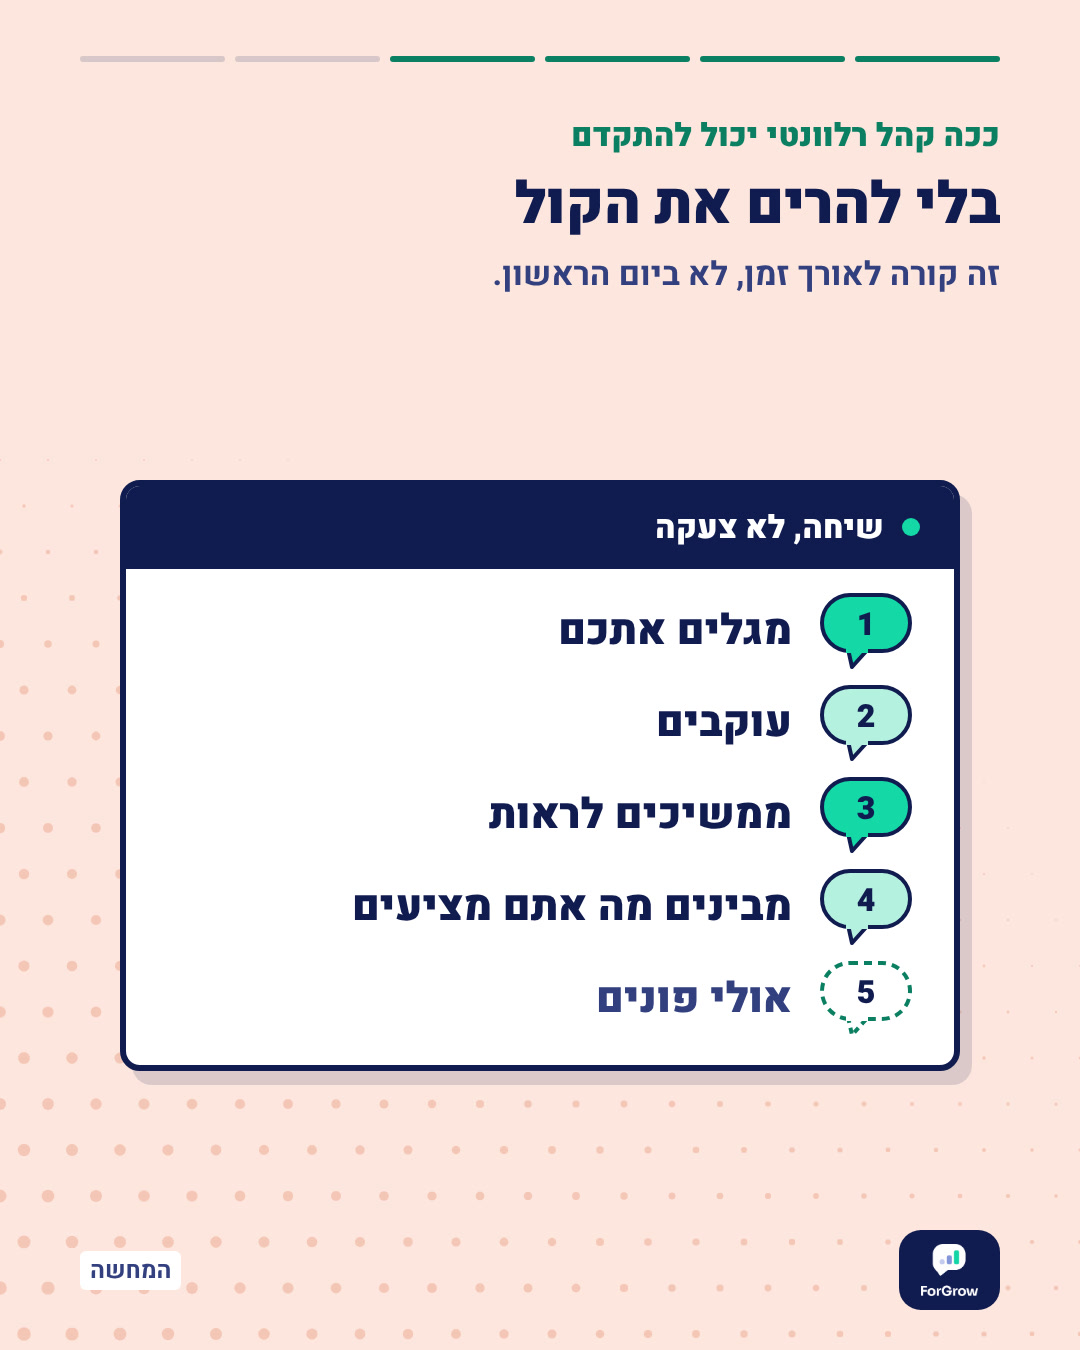 ככה קהל רלוונטי יכול להתקדם
בלי להרים את הקול
זה קורה לאורך זמן, לא ביום הראשון.
שיחה, לא צעקה
1 מגלים אתכם
2 עוקבים
3 ממשיכים לראות
4 מבינים מה אתם מציעים
5 אולי פונים
ForGrow
המחשה